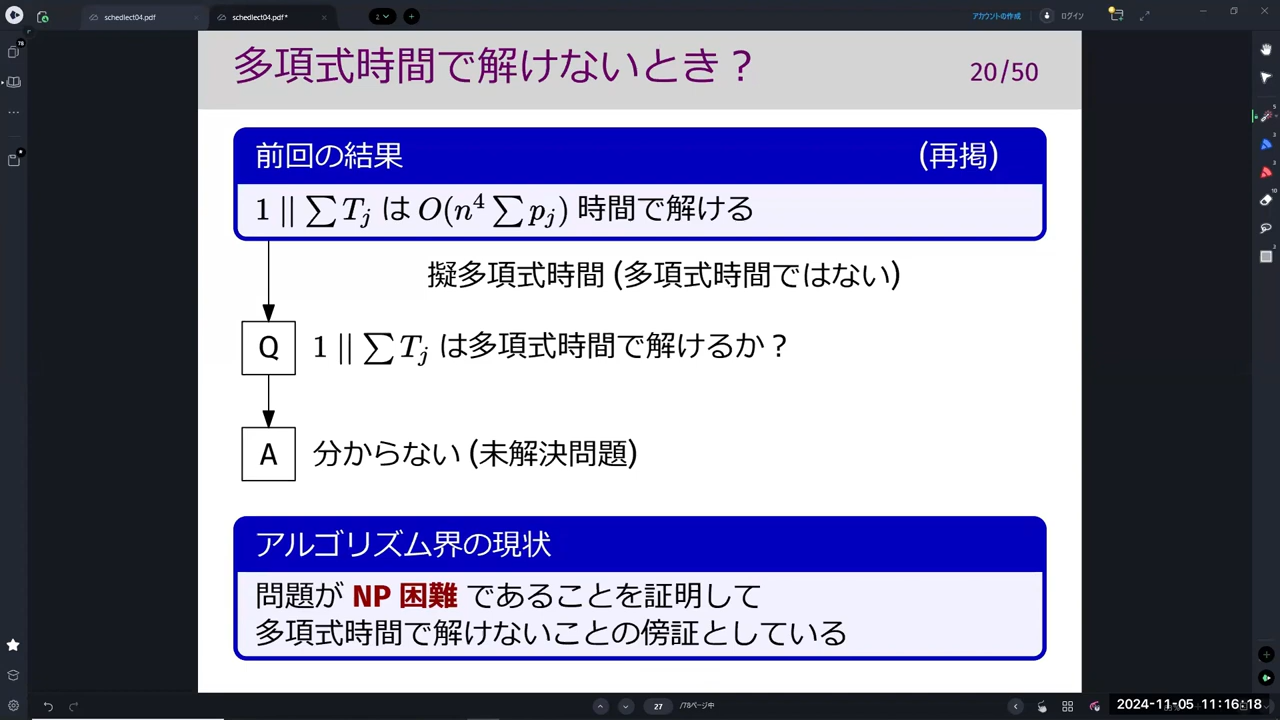 schedlect04.pdf
schedlect04.pdf*
2
アカウントの作成
ログイン
多項式時間で解けないとき？
20/50
前回の結果 (再掲)
1 || ∑ Tj は O(n⁴ ∑ pj) 時間で解ける
擬多項式時間 (多項式時間ではない)
Q 1 || ∑ Tj は多項式時間で解けるか？
A 分からない (未解決問題)
アルゴリズム界の現状
問題が NP 困難 であることを証明して
多項式時間で解けないことの傍証としている
27 /78ページ中
2024-11-05 11:16:18